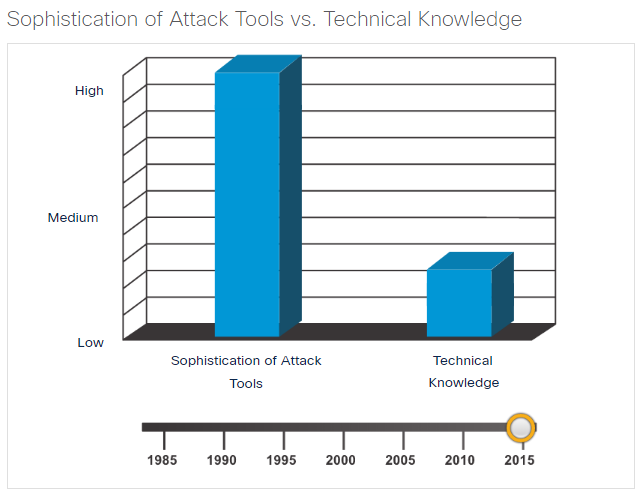 Sophistication of Attack Tools vs. Technical Knowledge
High
Medium
Low
Sophistication of Attack
Tools
Technical
Knowledge
1985 1990 1995 2000 2005 2010 2015